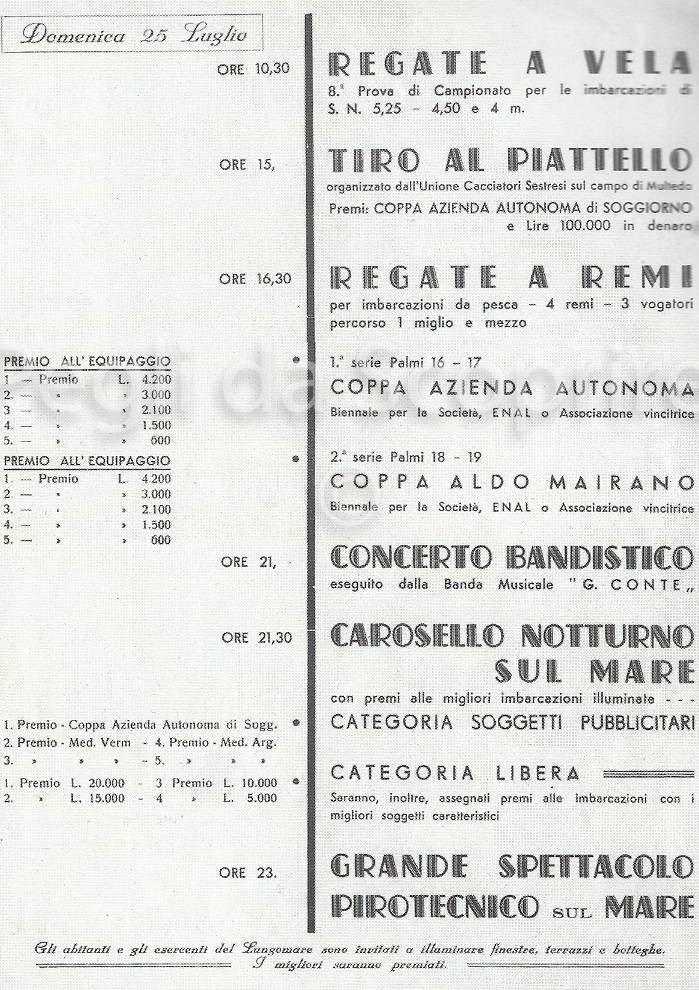 Domenica 25 Luglio
ORE 10,30
REGATE A VELA
8.ª Prova di Campionato per le imbarcazioni di
S. N. 5,25 - 4,50 e 4 m.
ORE 15,
TIRO AL PIATTELLO
organizzato dall'Unione Cacciatori Sestresi sul campo di Multedo
Premi: COPPA AZIENDA AUTONOMA di SOGGIORNO
e Lire 100.000 in denaro
ORE 16,30
REGATE A REMI
per imbarcazioni da pesca - 4 remi - 3 vogatori
percorso 1 miglio e mezzo
PREMIO ALL'EQUIPAGGIO
1 — Premio L. 4.200
2. — » » 3.000
3 — » » 2.100
4. — » » 1.500
5. — » » 600
• 1.ª serie Palmi 16 - 17
COPPA AZIENDA AUTONOMA
Biennale per la Società, ENAL o Associazione vincitrice
PREMIO ALL'EQUIPAGGIO
1. — Premio L. 4 200
2. — » » 3.000
3. — » » 2.100
4. — » » 1.500
5. — » » 600
• 2.ª serie Palmi 18 - 19
COPPA ALDO MAIRANO
Biennale per la Società, ENAL o Associazione vincitrice
ORE 21,
CONCERTO BANDISTICO
eseguito dalla Banda Musicale "G. CONTE„
ORE 21,30
CAROSELLO NOTTURNO
SUL MARE
con premi alle migliori imbarcazioni illuminate - - -
1. Premio - Coppa Azienda Autonoma di Sogg. •
2. Premio - Med. Verm - 4. Premio - Med. Arg.
3. » » » - 5. » » »
CATEGORIA SOGGETTI PUBBLICITARI
1. Premio L. 20.000 - 3 Premio L. 10.000 •
2. » L. 15.000 - 4 » L. 5.000
CATEGORIA LIBERA
Saranno, inoltre, assegnati premi alle imbarcazioni con i
migliori soggetti caratteristici
ORE 23.
GRANDE SPETTACOLO
PIROTECNICO SUL MARE
Gli abitanti e gli esercenti del Lungomare sono invitati a illuminare finestre, terrazzi e botteghe.
I migliori saranno premiati.